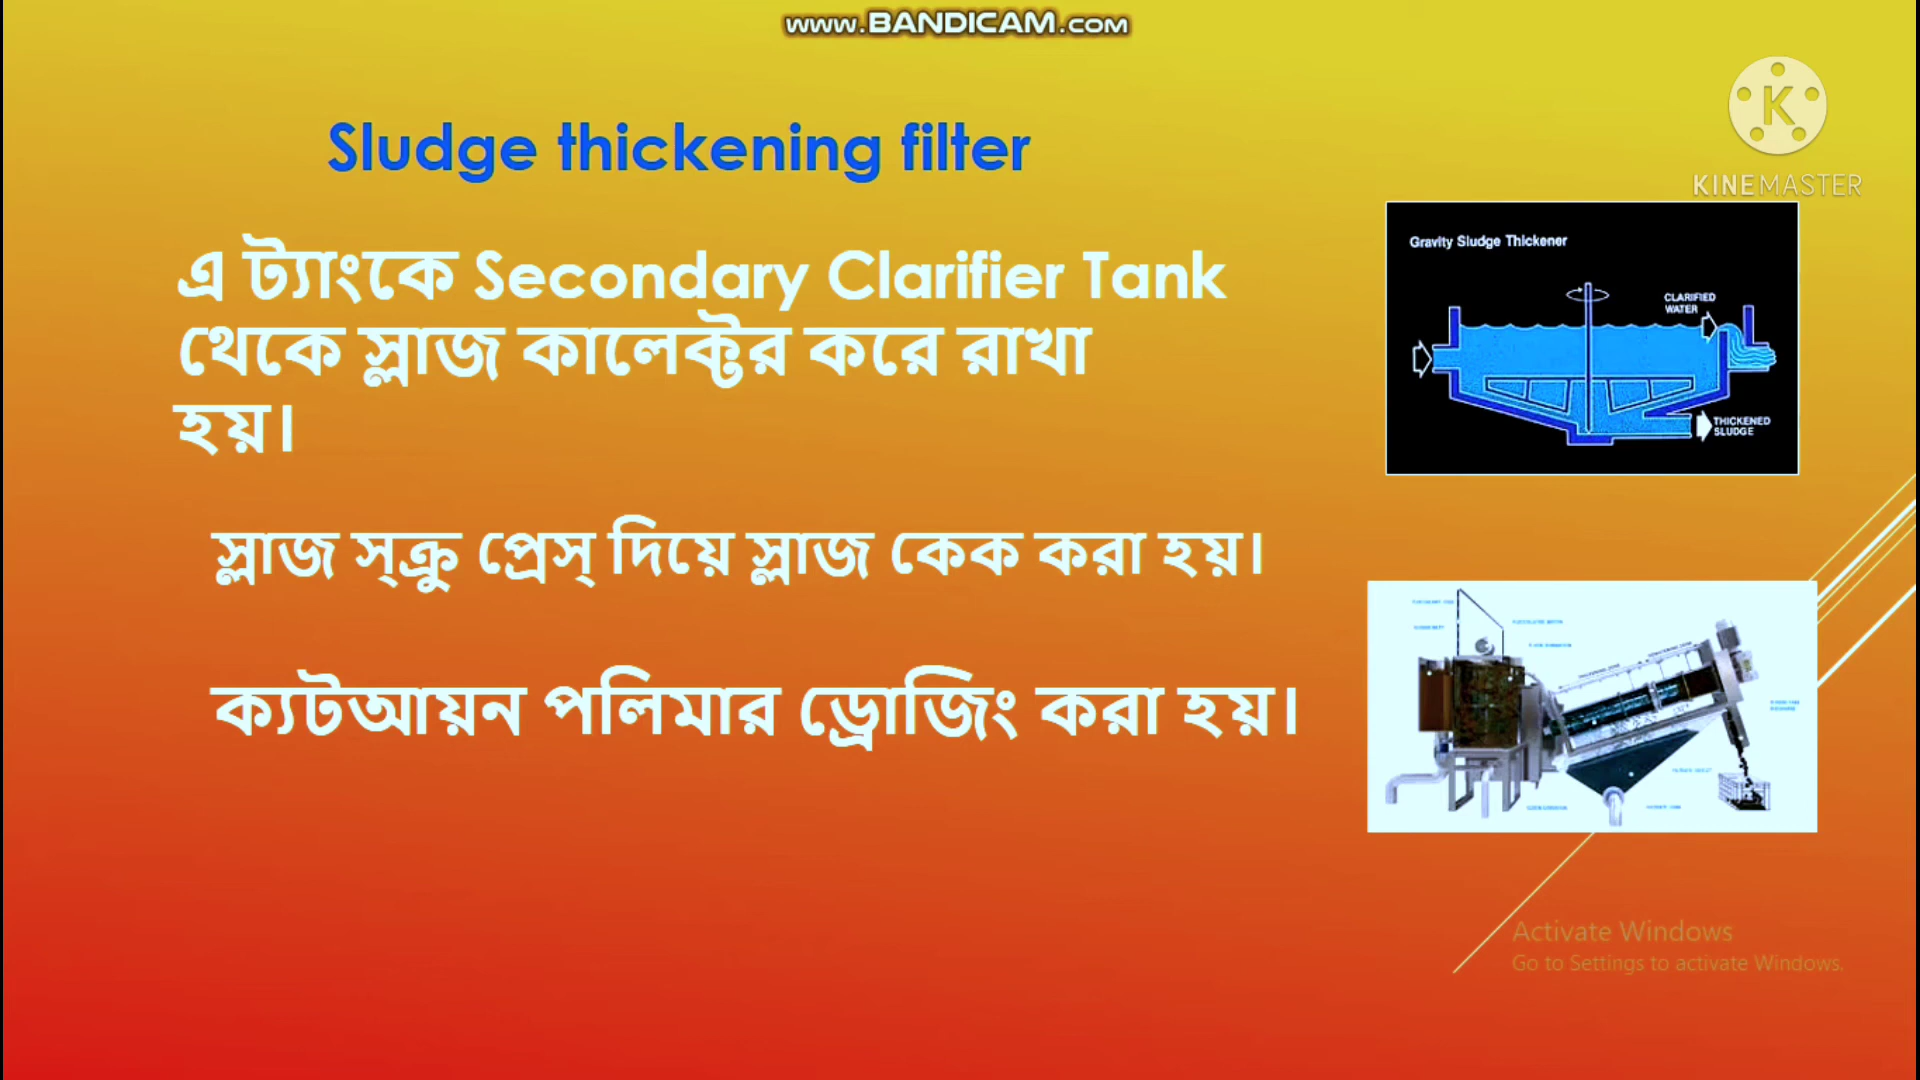 www.BANDICAM.com
KINEMASTER
Sludge thickening filter
এ ট্যাংকে Secondary Clarifier Tank
থেকে স্লাজ কালেক্টর করে রাখা
হয়।
স্লাজ স্ক্রু প্রেস্ দিয়ে স্লাজ কেক করা হয়।
ক্যটআয়ন পলিমার ড্রোজিং করা হয়।
Gravity Sludge Thickener
CLARIFIED
WATER
THICKENED
SLUDGE
Activate Windows
Go to Settings to activate Windows.